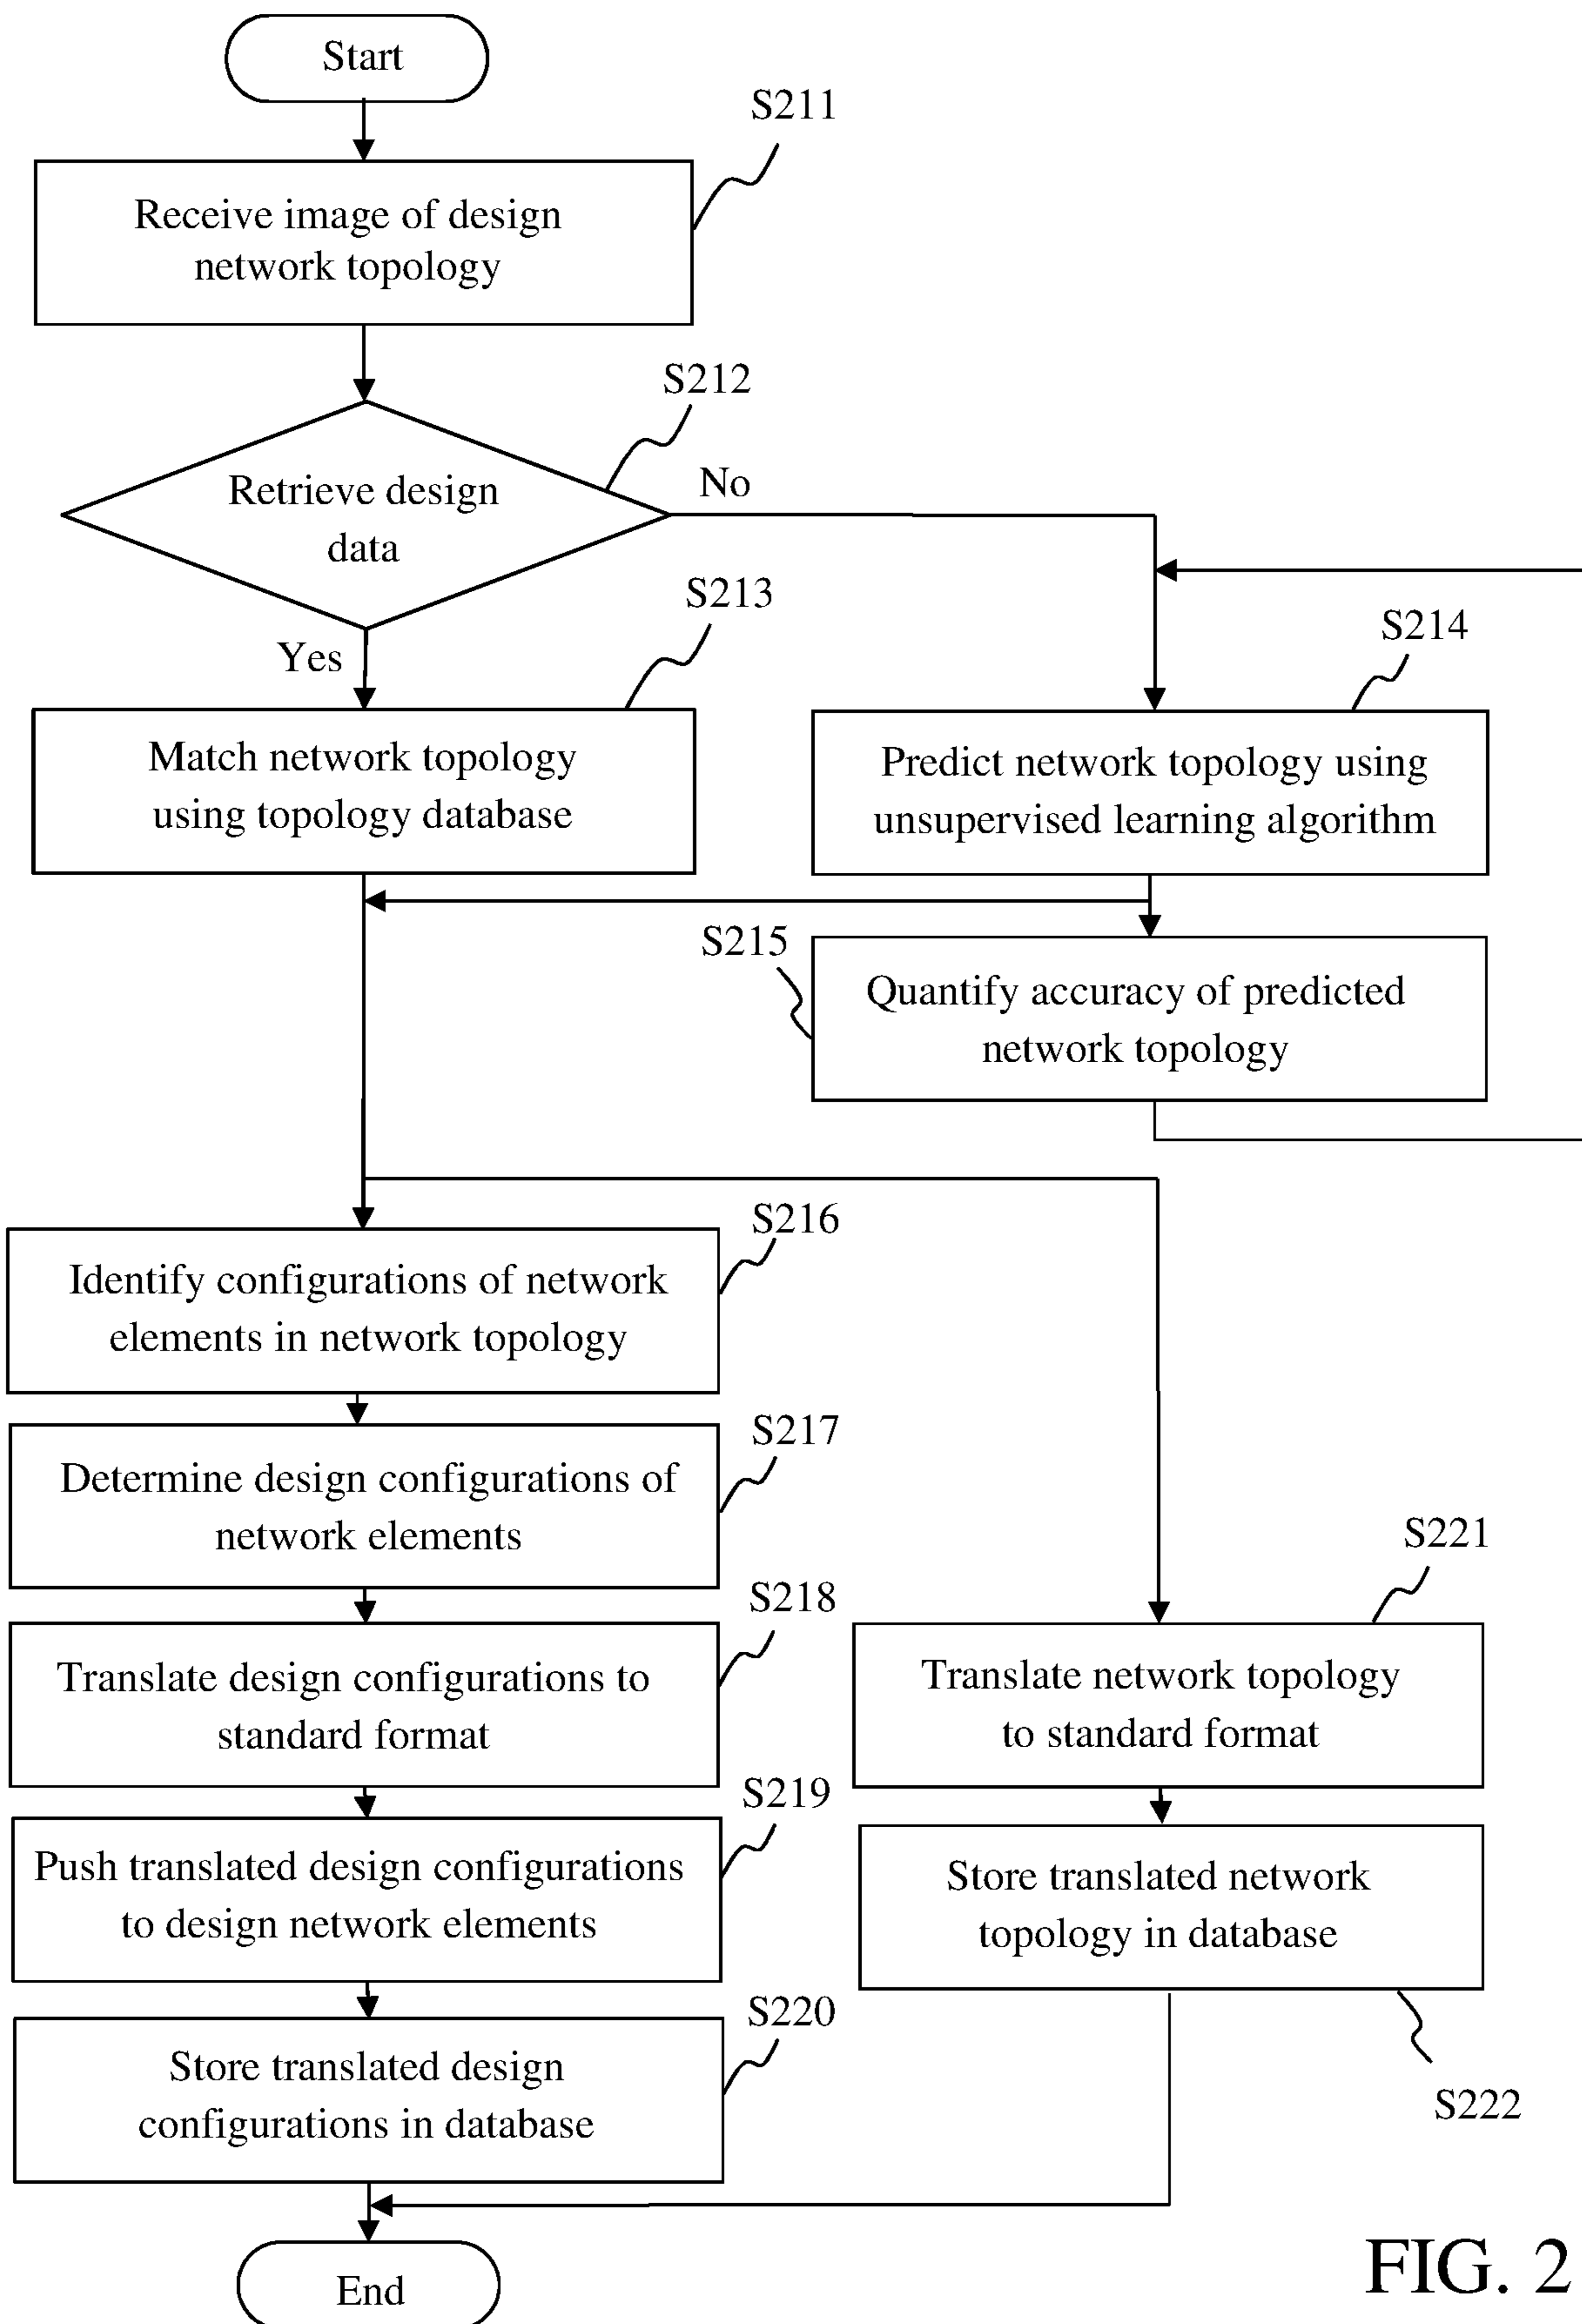 Start
S211
Receive image of design
network topology
S212
Retrieve design
data
No
Yes
S213
Match network topology
using topology database
S214
Predict network topology using
unsupervised learning algorithm
S215
Quantify accuracy of predicted
network topology
S216
Identify configurations of network
elements in network topology
S217
Determine design configurations of
network elements
S218
Translate design configurations to
standard format
S219
Push translated design configurations
to design network elements
S220
Store translated design
configurations in database
S221
Translate network topology
to standard format
Store translated network
topology in database
S222
End
FIG. 2